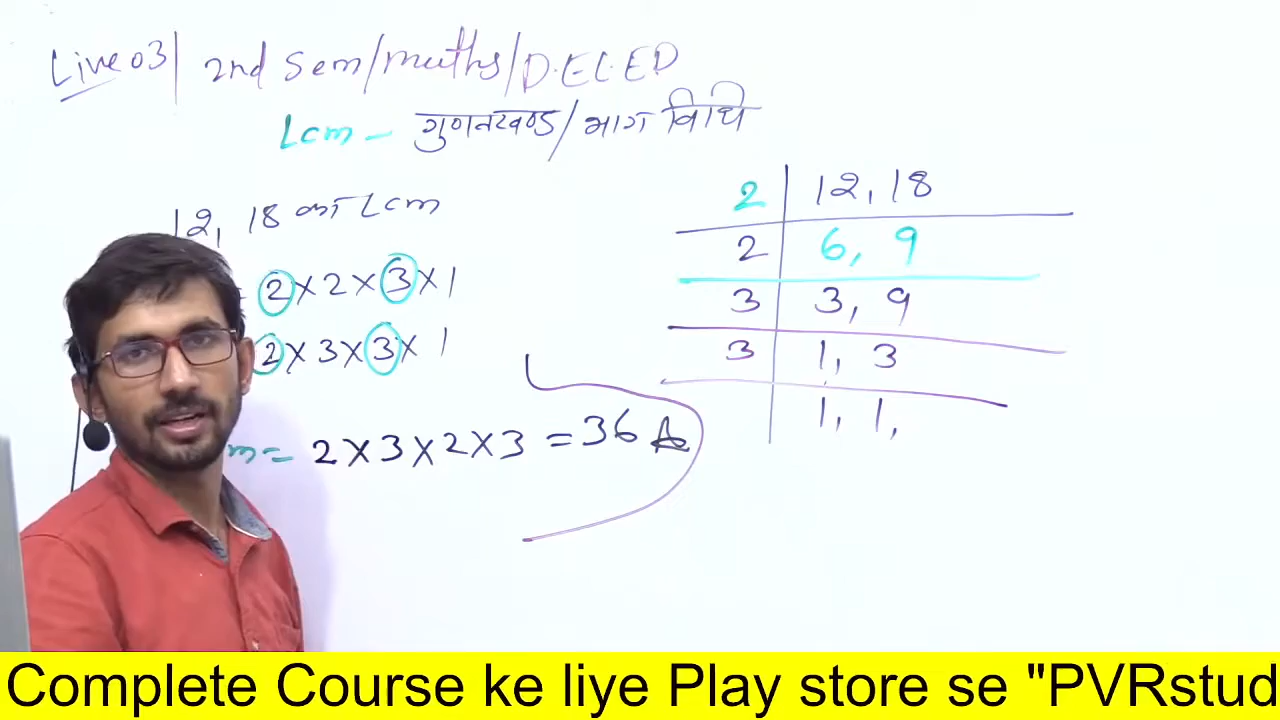 Live 03| 2nd Sem/maths/D.EL.ED
Lcm - गुणनखण्ड/भाग विधि
12, 18 का Lcm
= 2×2×3×1
2×3×3×1
m= 2×3×2×3 = 36 A
2 | 12, 18
2 | 6, 9
3 | 3, 9
3 | 1, 3
| 1, 1,
Complete Course ke liye Play store se "PVRstud